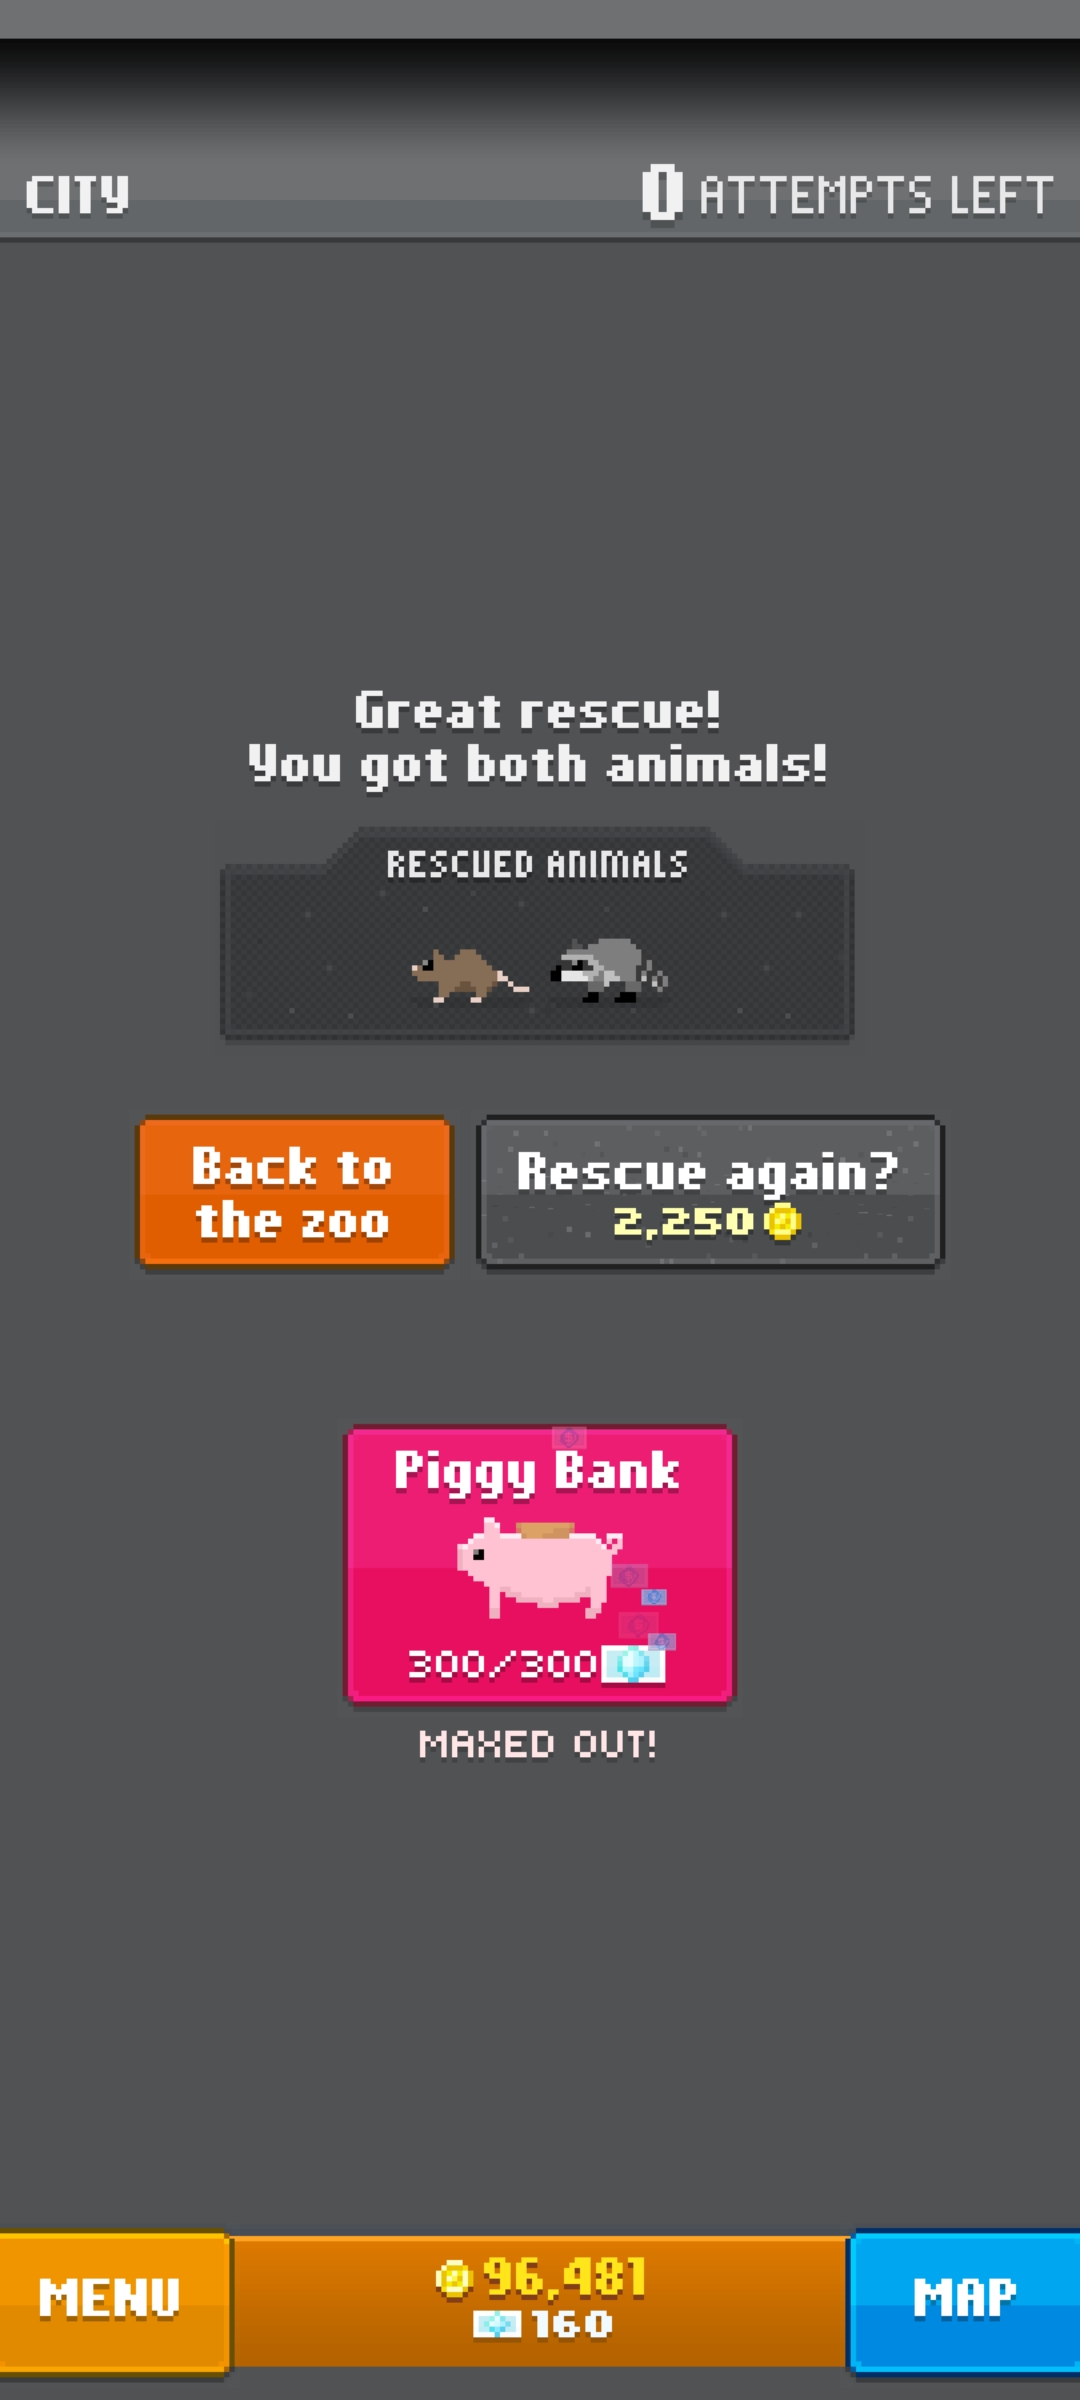 CITY
0 ATTEMPTS LEFT
Great rescue!
You got both animals!
RESCUED ANIMALS
Back to
the zoo
Rescue again?
2,250
Piggy Bank
300/300
MAXED OUT!
MENU
96,481
160
MAP